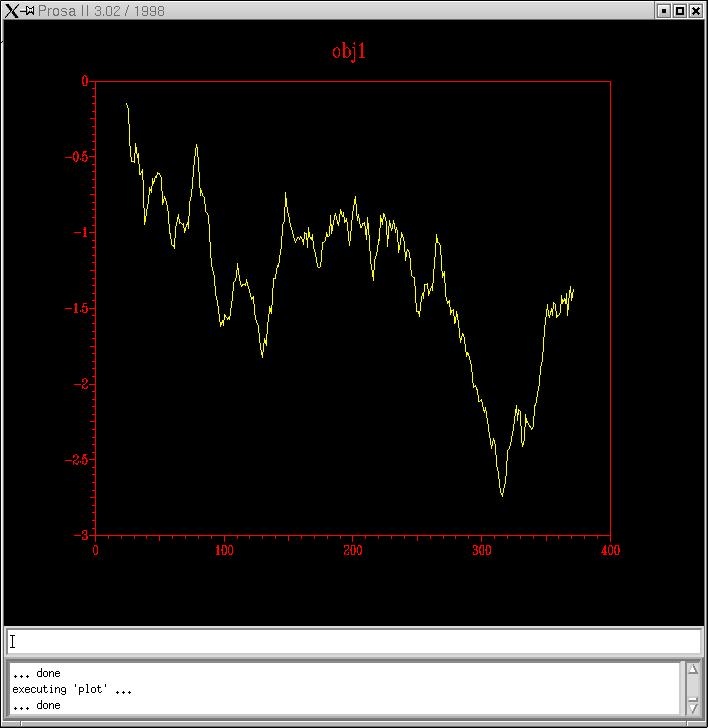 Prosa II 3.02 / 1998
obj1
0
-0.5
-1
-1.5
-2
-2.5
-3
0 100 200 300 400
... done
executing 'plot' ...
... done